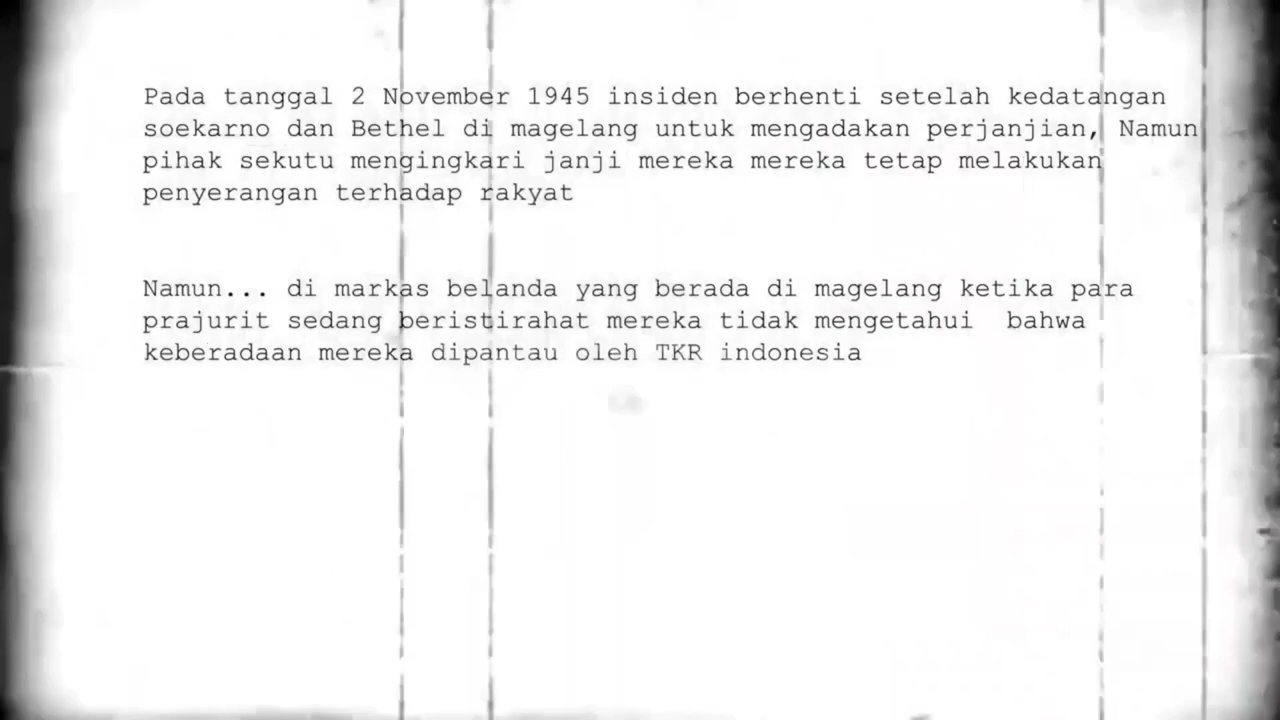 Pada tanggal 2 November 1945 insiden berhenti setelah kedatangan
soekarno dan Bethel di magelang untuk mengadakan perjanjian, Namun
pihak sekutu mengingkari janji mereka mereka tetap melakukan
penyerangan terhadap rakyat
Namun... di markas belanda yang berada di magelang ketika para
prajurit sedang beristirahat mereka tidak mengetahui  bahwa
keberadaan mereka dipantau oleh TKR indonesia